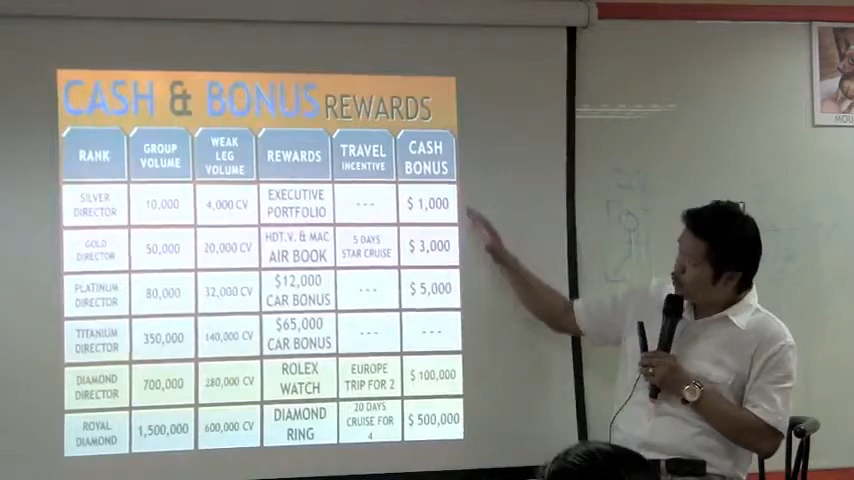 CASH & BONUS REWARDS
RANK GROUP VOLUME WEAK LEG VOLUME REWARDS TRAVEL INCENTIVE CASH BONUS
SILVER DIRECTOR 10,000 4,000 CV EXECUTIVE PORTFOLIO --- $ 1,000
GOLD DIRECTOR 50,000 20,000 CV HDT.V. & MAC AIR BOOK 5 DAYS STAR CRUISE $ 3,000
PLATINUM DIRECTOR 80,000 32,000 CV $12,000 CAR BONUS --- $ 5,000
TITANIUM DIRECTOR 350,000 140,000 CV $65,000 CAR BONUS --- ---
DIAMOND DIRECTOR 700,000 280,000 CV ROLEX WATCH EUROPE TRIP FOR 2 $ 100,000
ROYAL DIAMOND 1,500,000 600,000 CV DIAMOND RING 20 DAYS CRUISE FOR 4 $ 500,000